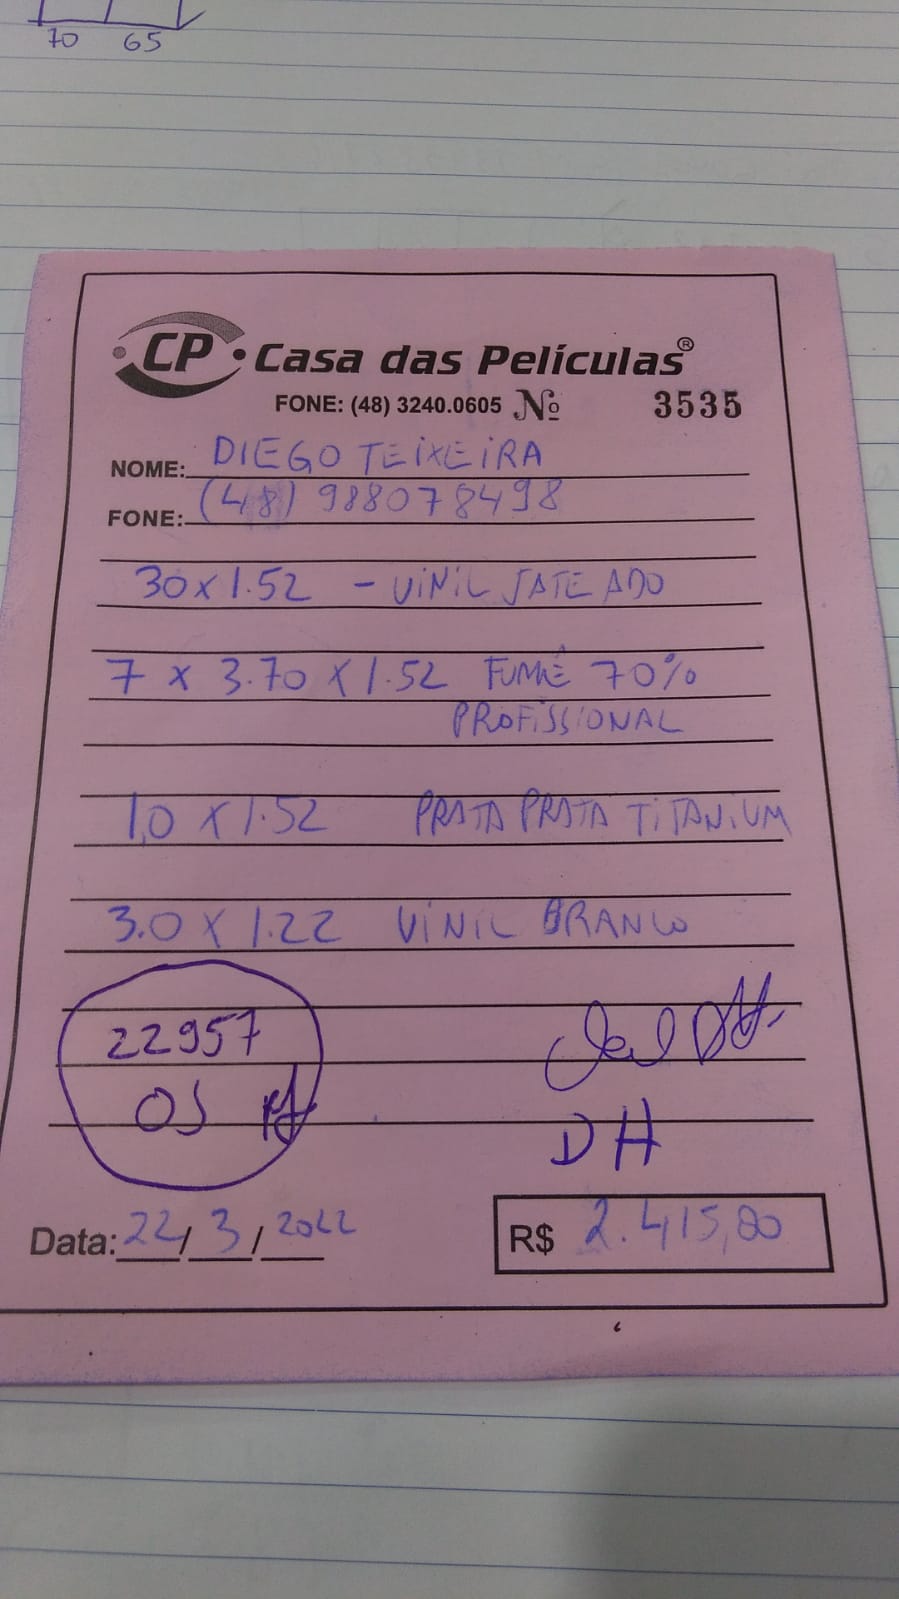 70 65
CP Casa das Películas®
FONE: (48) 3240.0605 Nº 3535
NOME: DIEGO TEIXEIRA
FONE: (48) 988078498
30 x 1.52 - VINIL JATEADO
7 x 3.70 x 1.52 FUMÊ 70%
PROFISSIONAL
1,0 x 1.52 PRATA PRATA TITANIUM
3.0 x 1.22 VINIL BRANCO
22957
OS
DH
Data: 22/3/2022
R$ 2.415,80